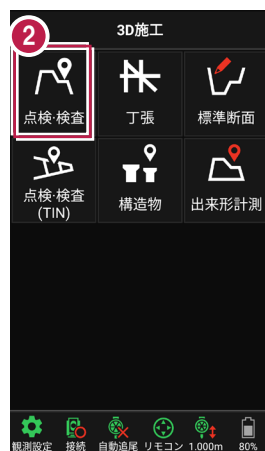 2
3D施工
点検・検査
丁張
標準断面
点検・検査
(TIN)
構造物
出来形計測
観測設定
接続
自動追尾
リモコン
1.000m
80%